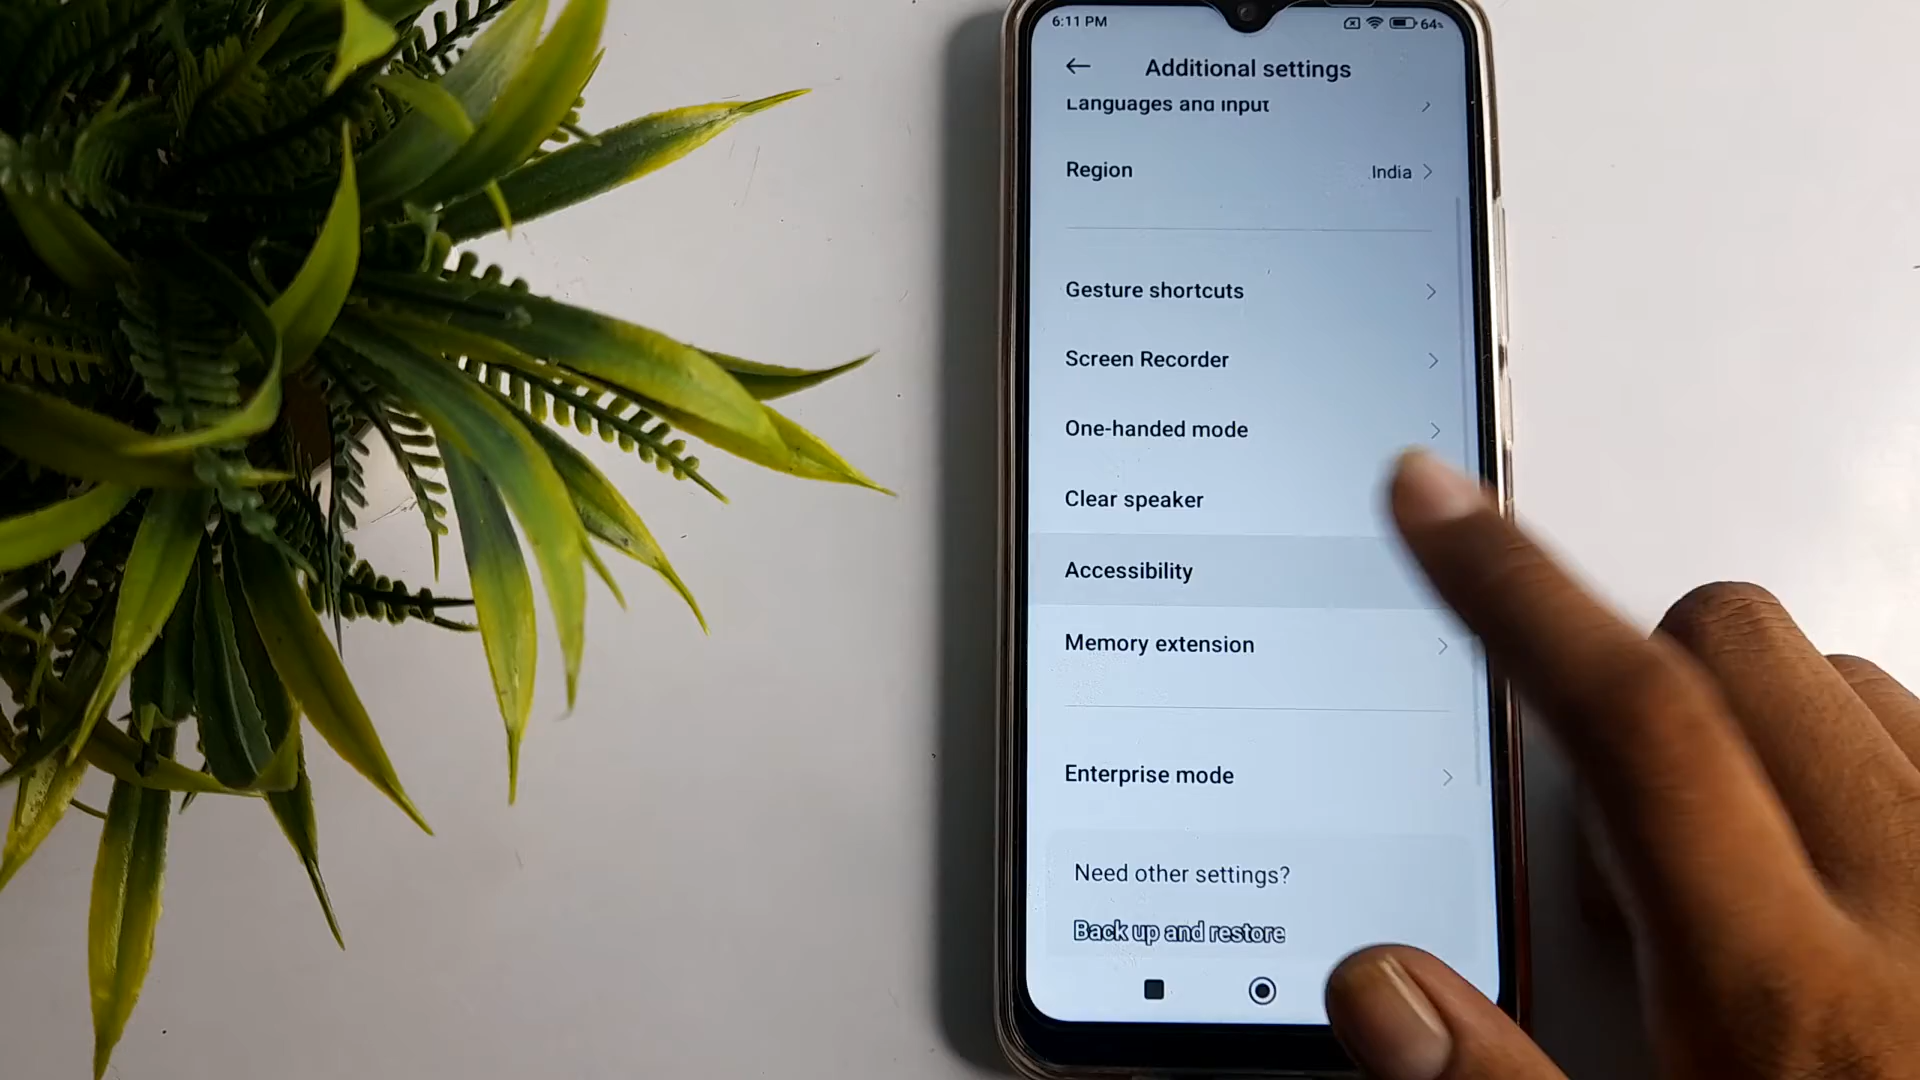 6:11 PM
64%
Additional settings
Languages and input
Region
India
Gesture shortcuts
Screen Recorder
One-handed mode
Clear speaker
Accessibility
Memory extension
Enterprise mode
Need other settings?
Back up and restore